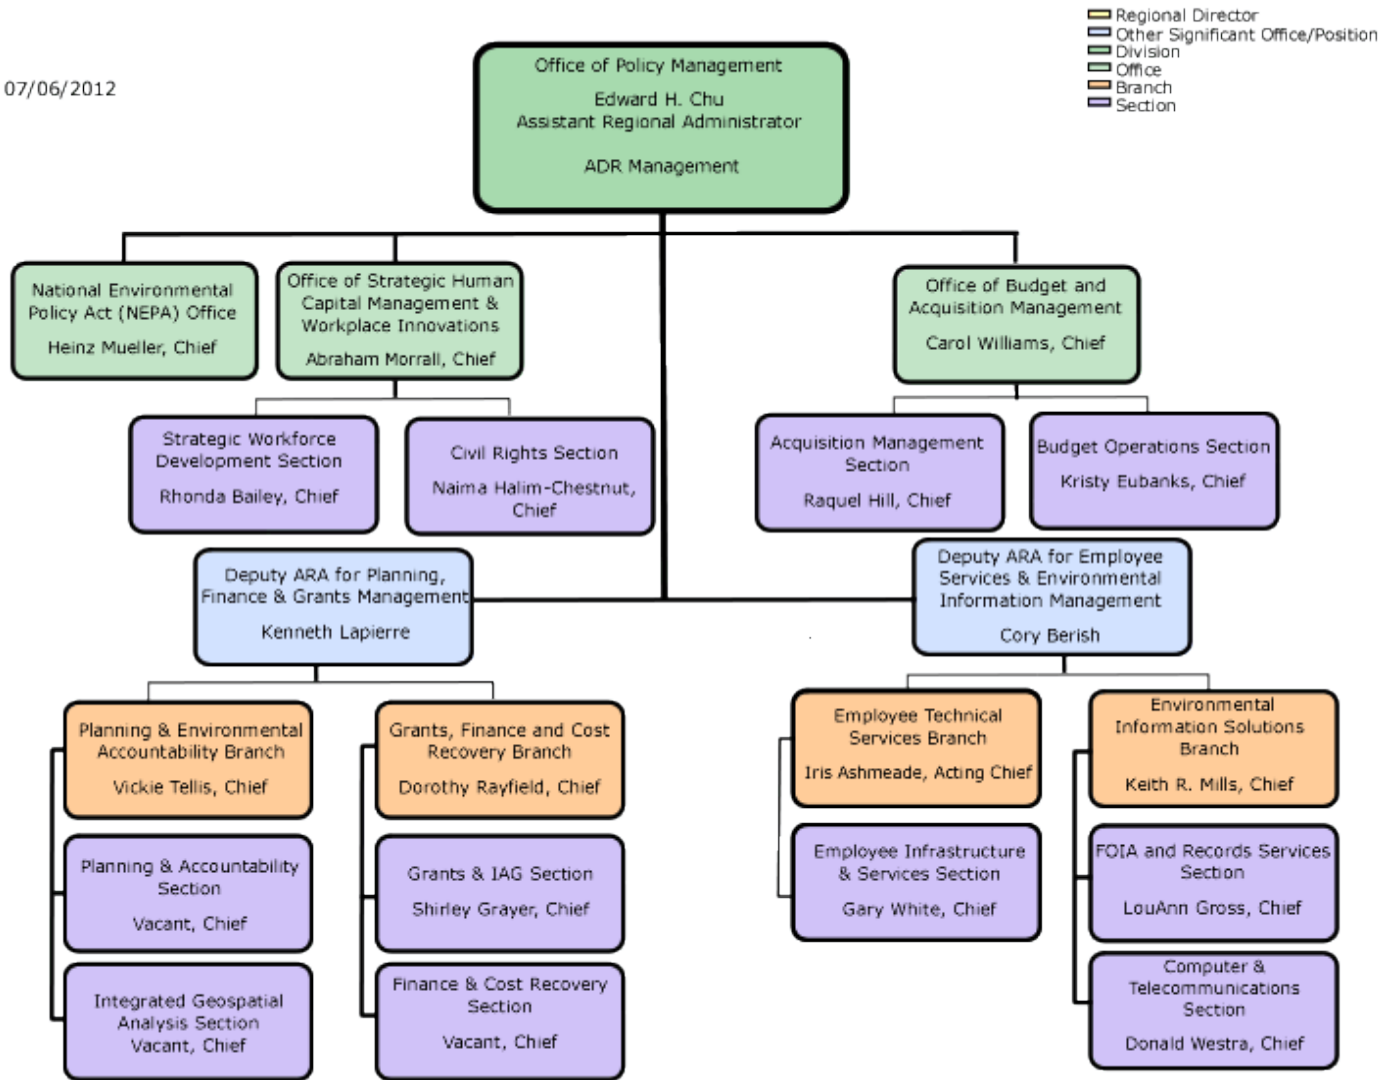 Regional Director
Other Significant Office/Position
Division
Office
Branch
Section
07/06/2012
Office of Policy Management
Edward H. Chu
Assistant Regional Administrator
ADR Management
National Environmental
Policy Act (NEPA) Office
Heinz Mueller, Chief
Office of Strategic Human
Capital Management &
Workplace Innovations
Abraham Morrall, Chief
Office of Budget and
Acquisition Management
Carol Williams, Chief
Strategic Workforce
Development Section
Rhonda Bailey, Chief
Civil Rights Section
Naima Halim-Chestnut,
Chief
Acquisition Management
Section
Raquel Hill, Chief
Budget Operations Section
Kristy Eubanks, Chief
Deputy ARA for Planning,
Finance & Grants Management
Kenneth Lapierre
Deputy ARA for Employee
Services & Environmental
Information Management
Cory Berish
Planning & Environmental
Accountability Branch
Vickie Tellis, Chief
Grants, Finance and Cost
Recovery Branch
Dorothy Rayfield, Chief
Employee Technical
Services Branch
Iris Ashmeade, Acting Chief
Environmental
Information Solutions
Branch
Keith R. Mills, Chief
Planning & Accountability
Section
Vacant, Chief
Grants & IAG Section
Shirley Grayer, Chief
Employee Infrastructure
& Services Section
Gary White, Chief
FOIA and Records Services
Section
LouAnn Gross, Chief
Integrated Geospatial
Analysis Section
Vacant, Chief
Finance & Cost Recovery
Section
Vacant, Chief
Computer &
Telecommunications
Section
Donald Westra, Chief